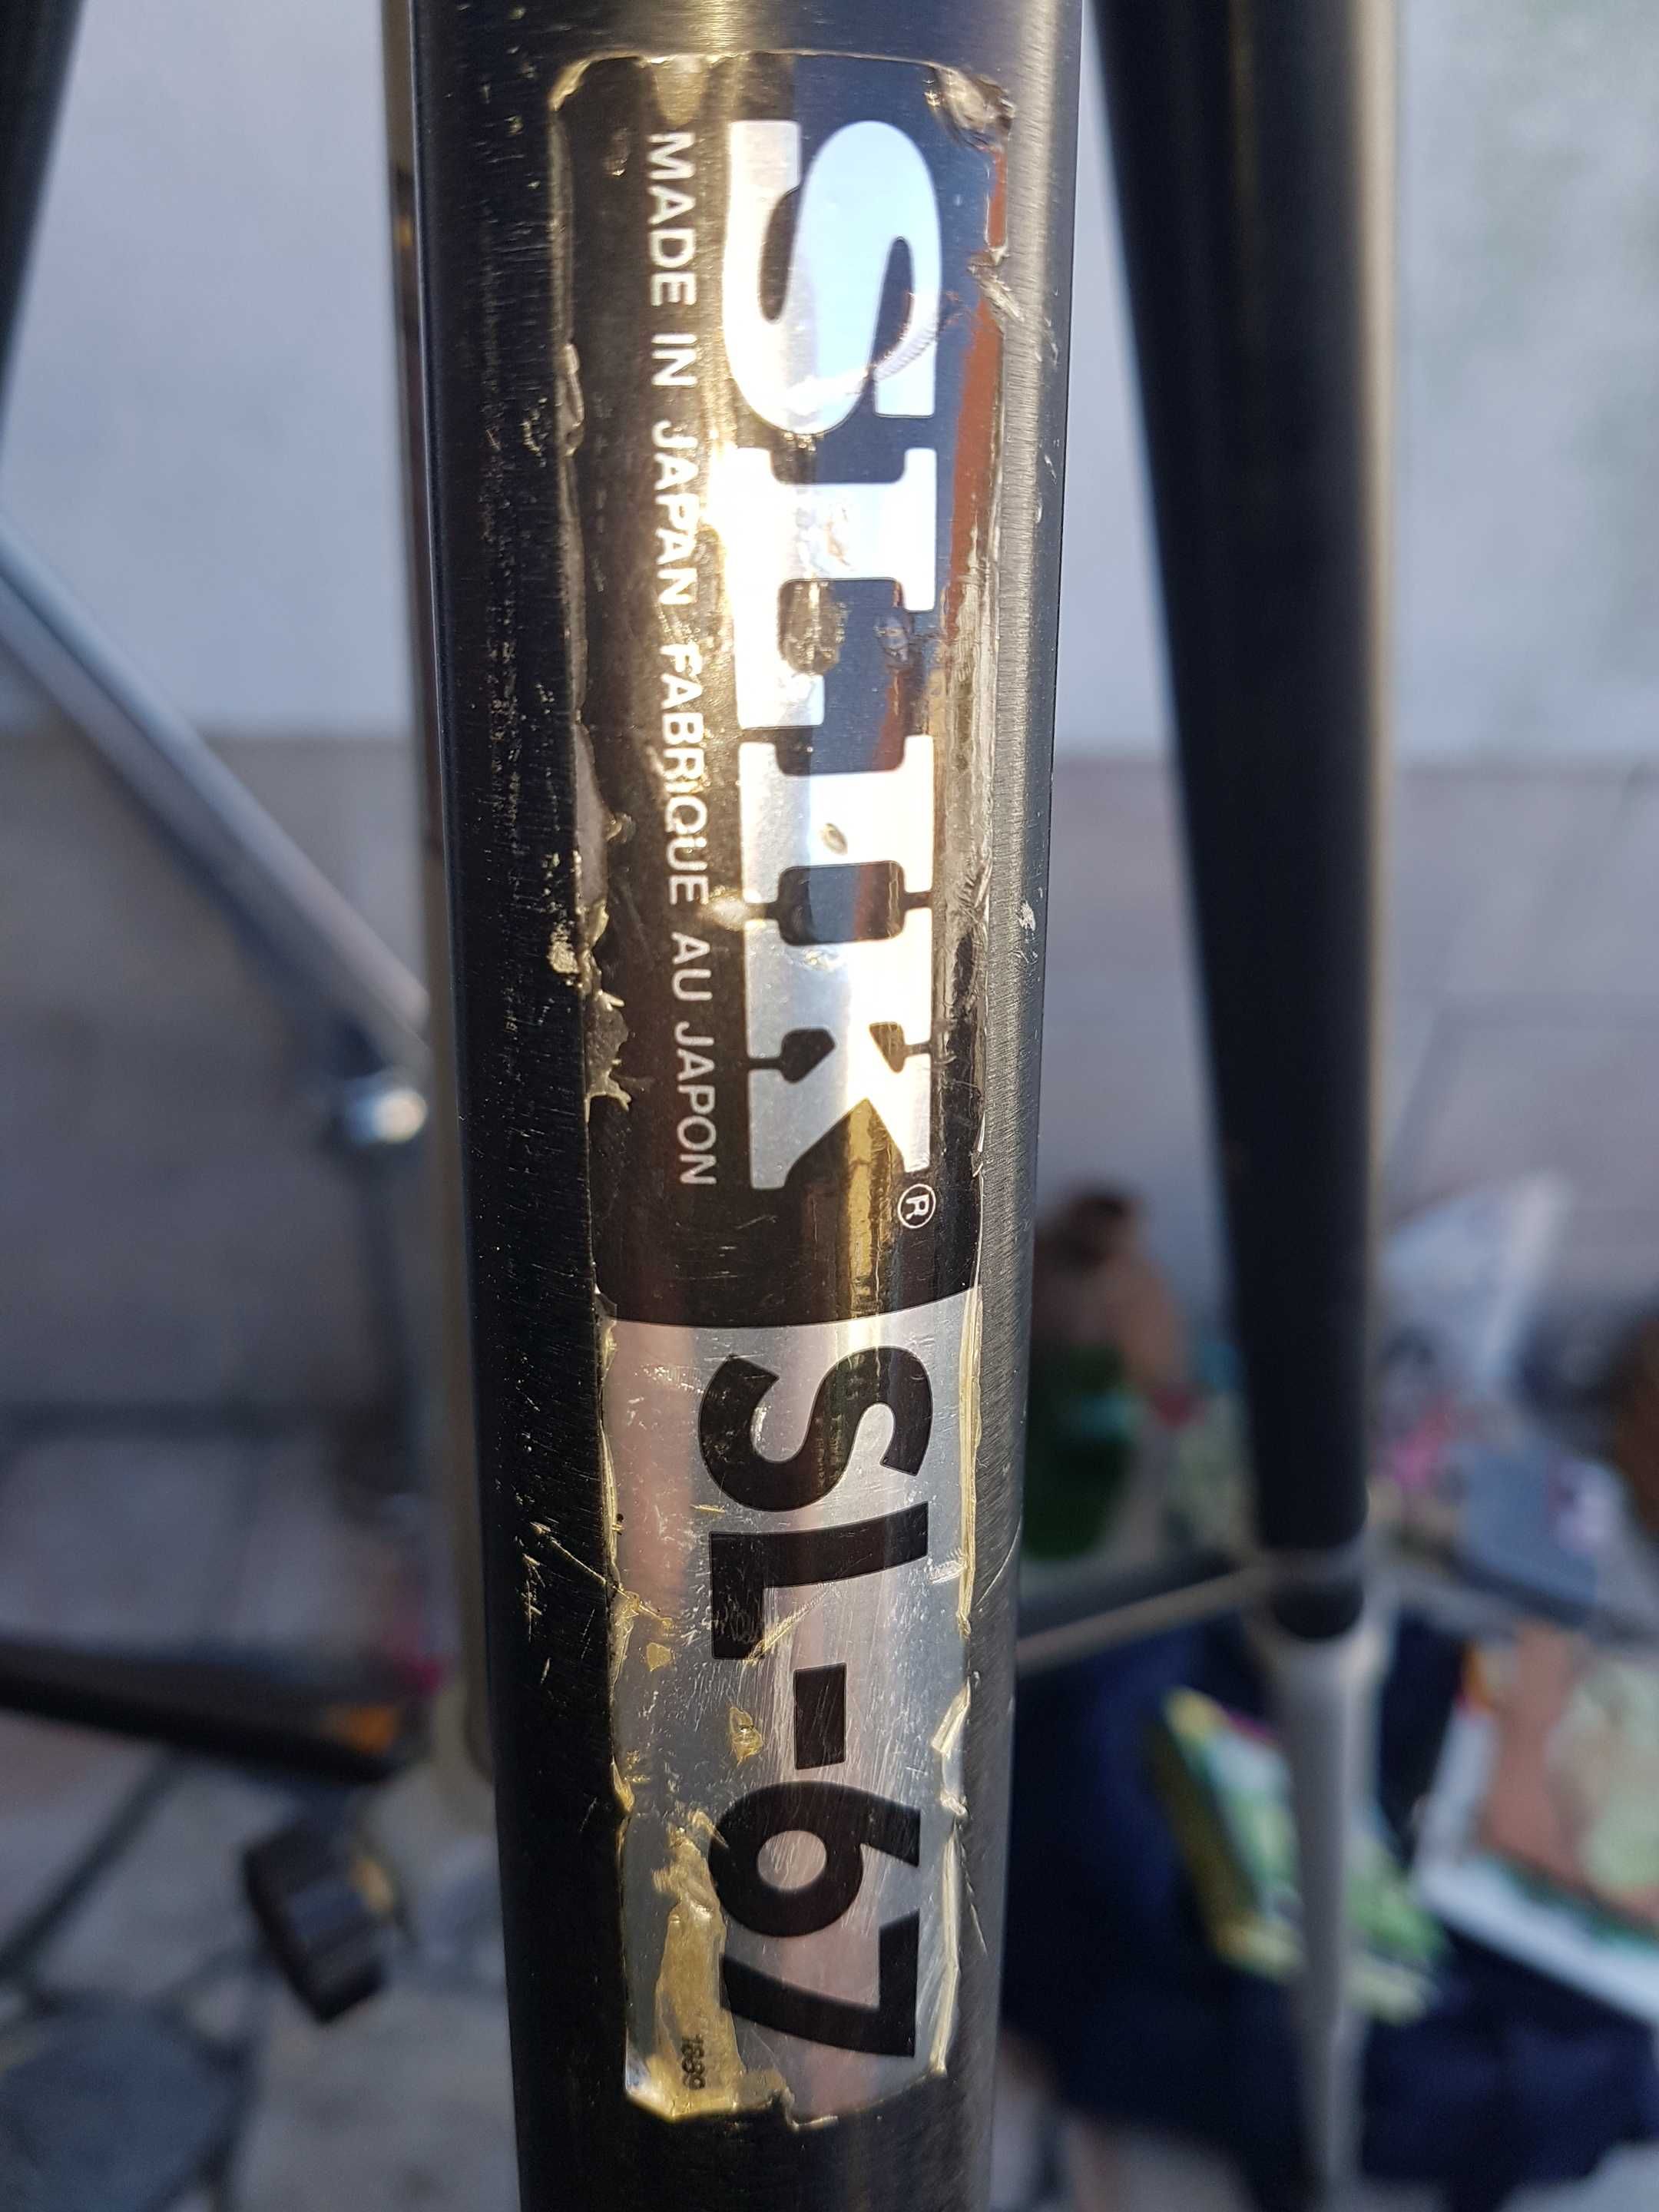 SLIK®
MADE IN JAPAN FABRIQUE AU JAPON
SL-67